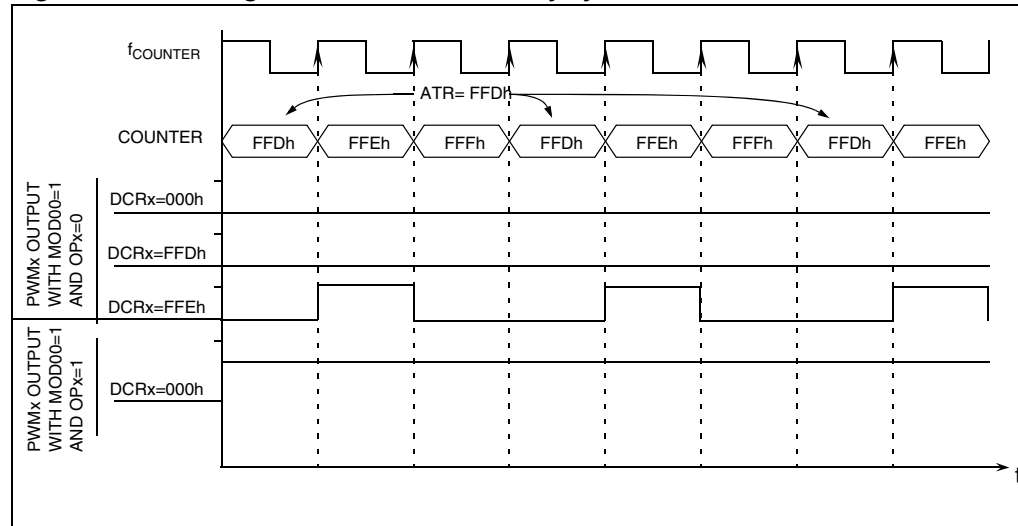 fCOUNTER
ATR= FFDh
COUNTER
FFDh FFEh FFFh FFDh FFEh FFFh FFDh FFEh
PWMx OUTPUT
WITH MOD00=1
AND OPx=0
DCRx=000h
DCRx=FFDh
DCRx=FFEh
PWMx OUTPUT
WITH MOD00=1
AND OPx=1
DCRx=000h
t